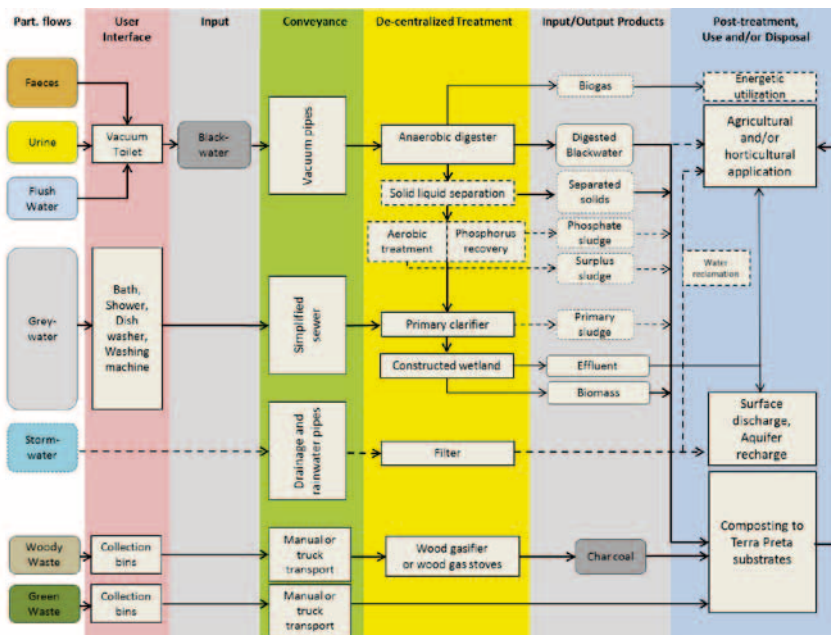 Part. flows
User
Interface
Input
Conveyance
De-centralized Treatment
Input/Output Products
Post-treatment,
Use and/or Disposal
Faeces
Urine
Flush
Water
Vacuum
Toilet
Black-
water
Vacuum pipes
Anaerobic digester
Solid liquid separation
Aerobic
treatment
Phosphorus
recovery
Biogas
Digested
Blackwater
Separated
solids
Phosphate
sludge
Surplus
sludge
Energetic
utilization
Agricultural
and/or
horticultural
application
Water
reclamation
Grey-
water
Bath,
Shower,
Dish
washer,
Washing
machine
Simplified
sewer
Primary clarifier
Constructed wetland
Primary
sludge
Effluent
Biomass
Surface
discharge,
Aquifer
recharge
Storm-
water
Drainage and
rainwater pipes
Filter
Woody
Waste
Collection
bins
Manual or
truck
transport
Wood gasifier
or wood gas stoves
Charcoal
Composting to
Terra Preta
substrates
Green
Waste
Collection
bins
Manual or
truck
transport